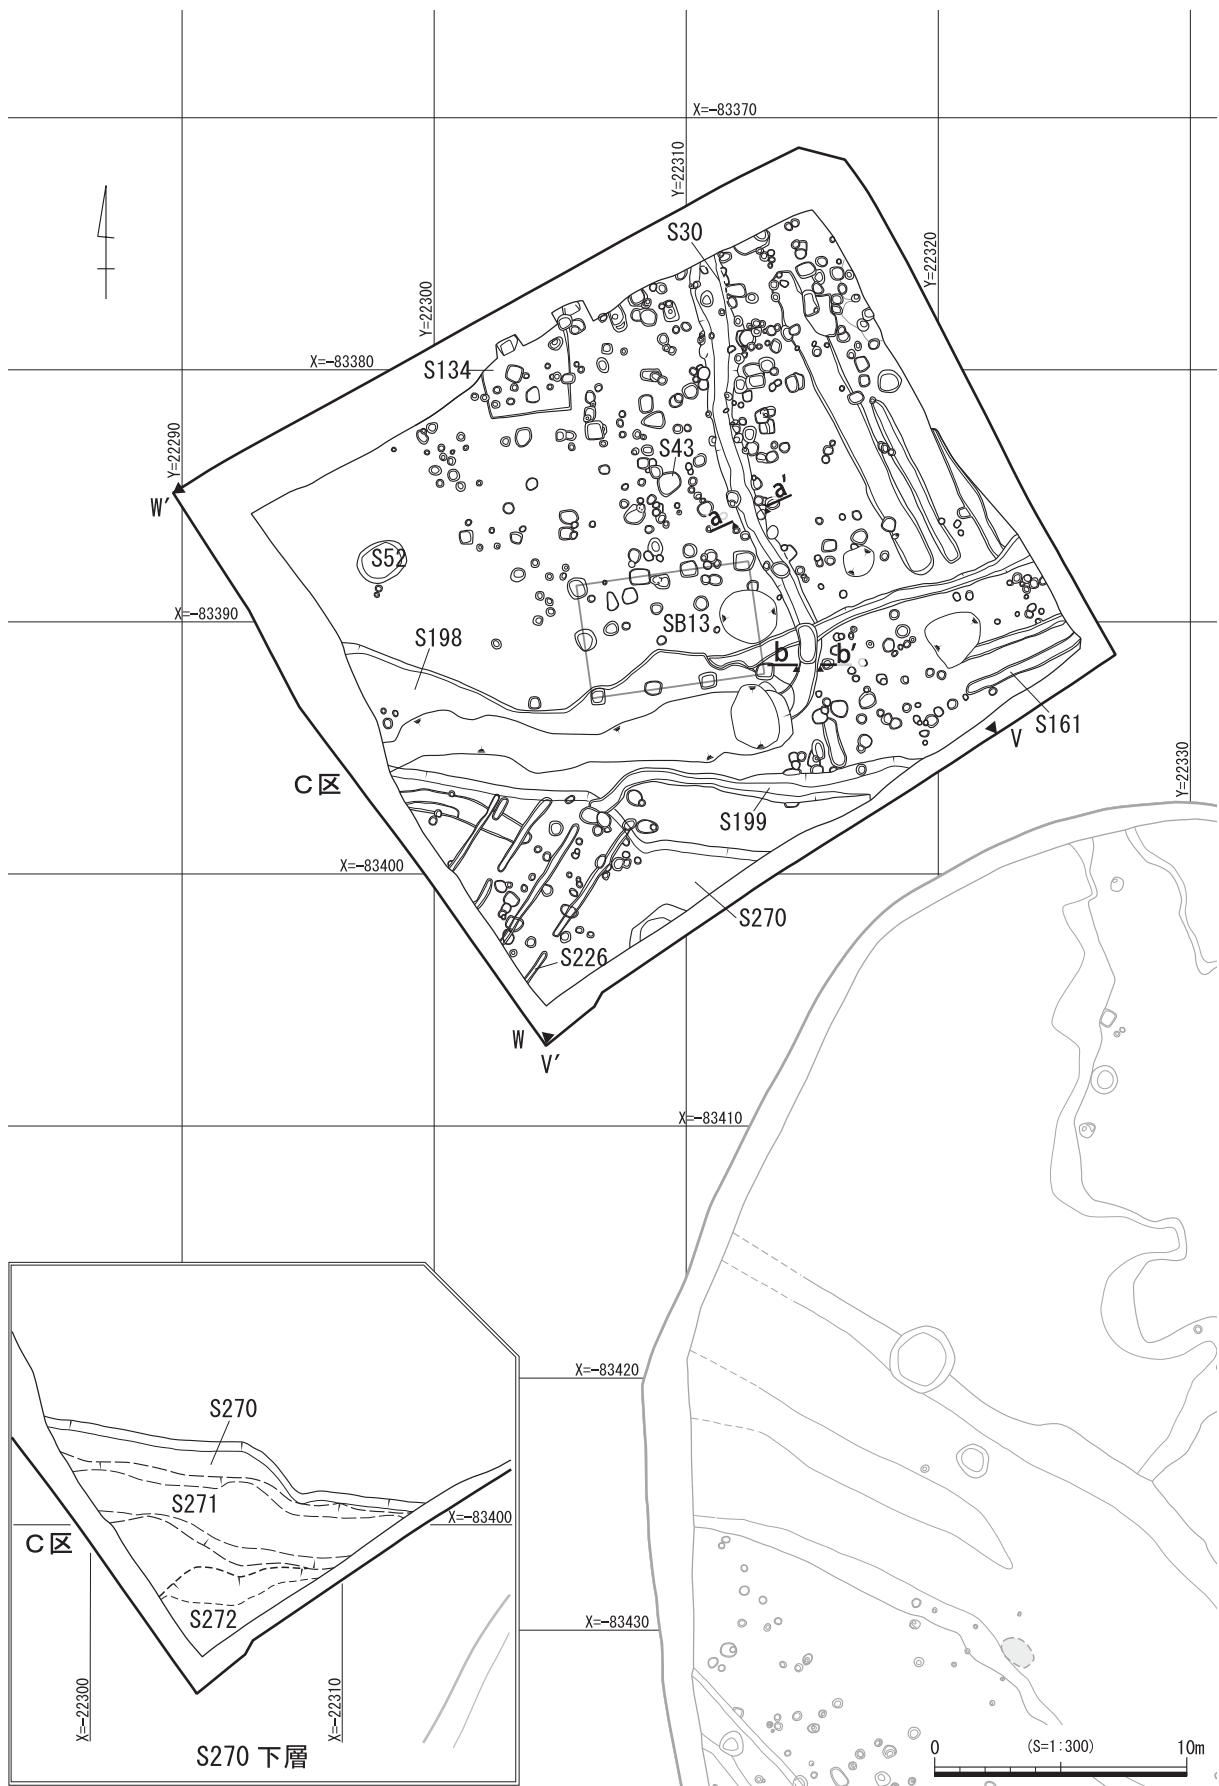 X=-83370
Y=22310
S30
Y=22320
Y=22300
X=-83380
S134
Y=22290
S43
W′
a
a′
S52
X=-83390
SB13
S198
b
b′
S161
V
Y=22330
C区
S199
X=-83400
S270
S226
W
V′
X=-83410
X=-83420
S270
S271
X=-83400
C区
S272
X=-83430
X=-22300
X=-22310
S270 下層
0
(S=1:300)
10m